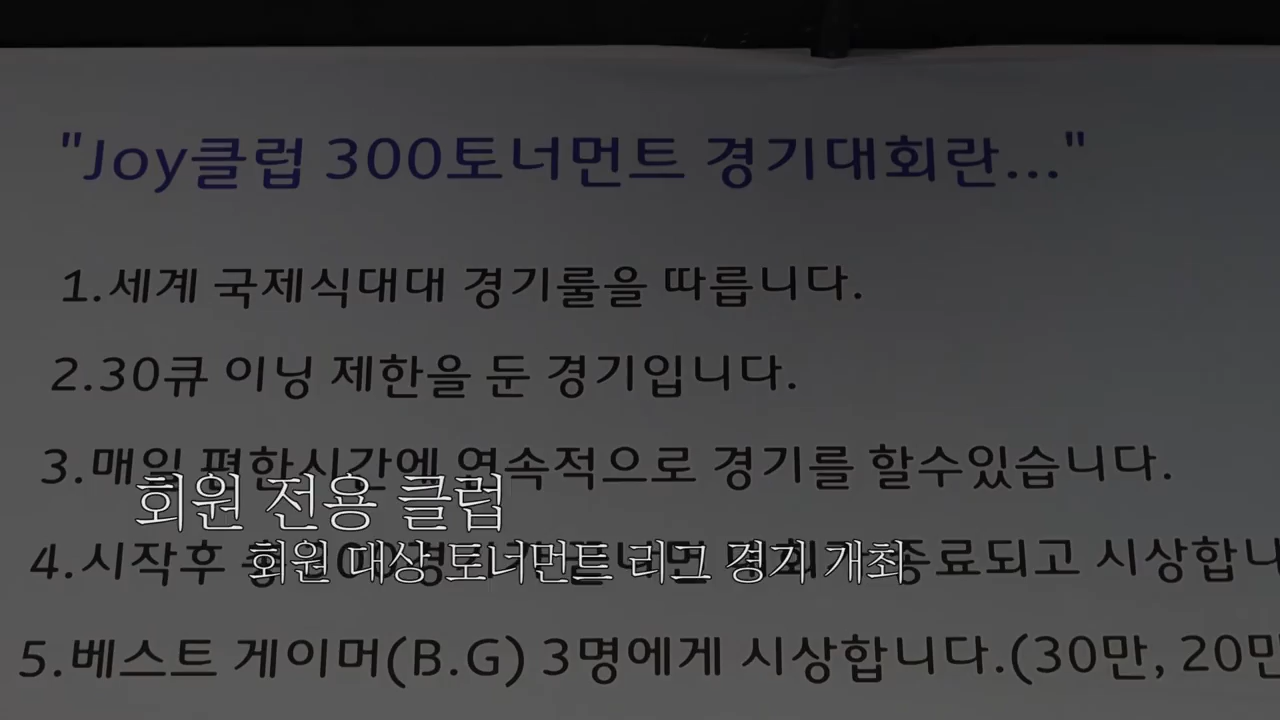 "Joy클럽 300토너먼트 경기대회란..."
1.세계 국제식대대 경기룰을 따릅니다.
2.30큐 이닝 제한을 둔 경기입니다.
3.매일 편한시간에 연속적으로 경기를 할수있습니다.
회원 전용 클럽
4.시작후 종료되고 시상합니
회원 대상 토너먼트 리그 경기 개최
5.베스트 게이머(B.G) 3명에게 시상합니다.(30만, 20만